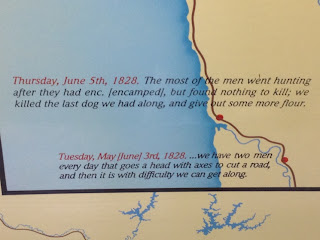 Thursday, June 5th, 1828. The most of the men went hunting
after they had enc. [encamped], but found nothing to kill; we
killed the last dog we had along, and give out some more flour.
Tuesday, May [June] 3rd, 1828. ...we have two men
every day that goes a head with axes to cut a road,
and then it is with difficulty we can get along.